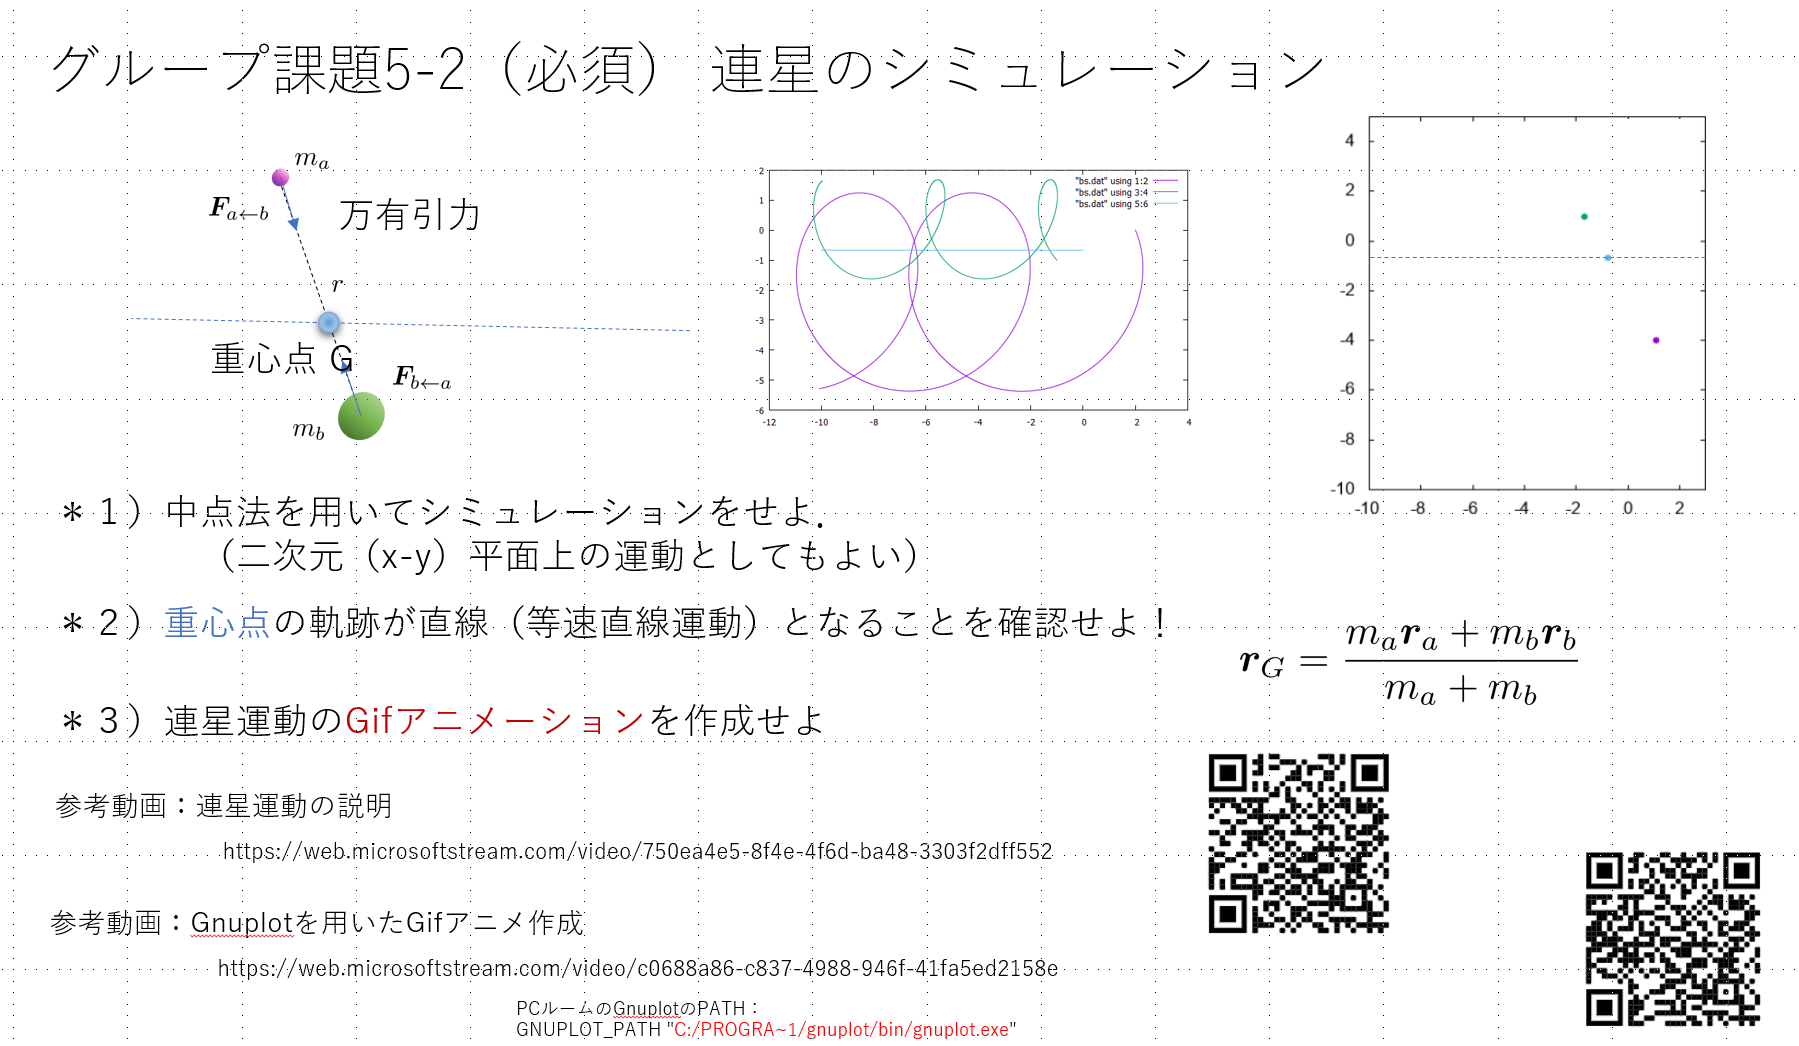 グループ課題5-2（必須） 連星のシミュレーション
m_a
F_{a←b}
万有引力
r
重心点 G
F_{b←a}
m_b
"bs.dat" using 1:2
"bs.dat" using 3:4
"bs.dat" using 5:6
2
1
0
-1
-2
-3
-4
-5
-6
-12 -10 -8 -6 -4 -2 0 2 4
4
2
0
-2
-4
-6
-8
-10
-10 -8 -6 -4 -2 0 2
＊１）中点法を用いてシミュレーションをせよ．
（二次元（x-y）平面上の運動としてもよい）
＊２）重心点の軌跡が直線（等速直線運動）となることを確認せよ！
r_G = \frac{m_a r_a + m_b r_b}{m_a + m_b}
＊３）連星運動のGifアニメーションを作成せよ
参考動画：連星運動の説明
https://web.microsoftstream.com/video/750ea4e5-8f4e-4f6d-ba48-3303f2dff552
参考動画：Gnuplotを用いたGifアニメ作成
https://web.microsoftstream.com/video/c0688a86-c837-4988-946f-41fa5ed2158e
PCルームのGnuplotのPATH：
GNUPLOT_PATH "C:/PROGRA~1/gnuplot/bin/gnuplot.exe"